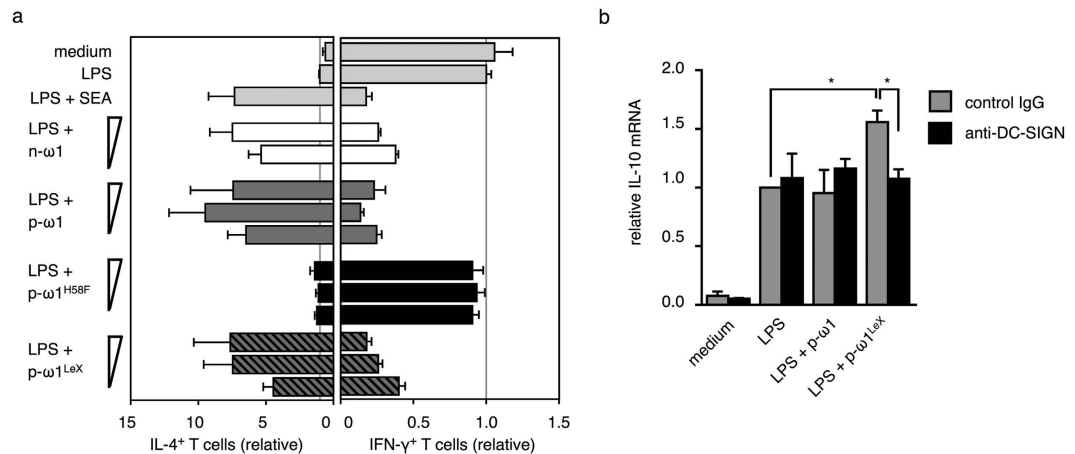 a
medium
LPS
LPS + SEA
LPS +
n-ω1
LPS +
p-ω1
LPS +
p-ω1ᴴ⁵⁸ᶠ
LPS +
p-ω1ᴸᵉˣ
15 10 5 0
0 0.5 1.0 1.5
IL-4⁺ T cells (relative)
IFN-γ⁺ T cells (relative)
b
relative IL-10 mRNA
2.0
1.5
1.0
0.5
0.0
* *
control IgG
anti-DC-SIGN
medium
LPS
LPS + p-ω1
LPS + p-ω1ᴸᵉˣ